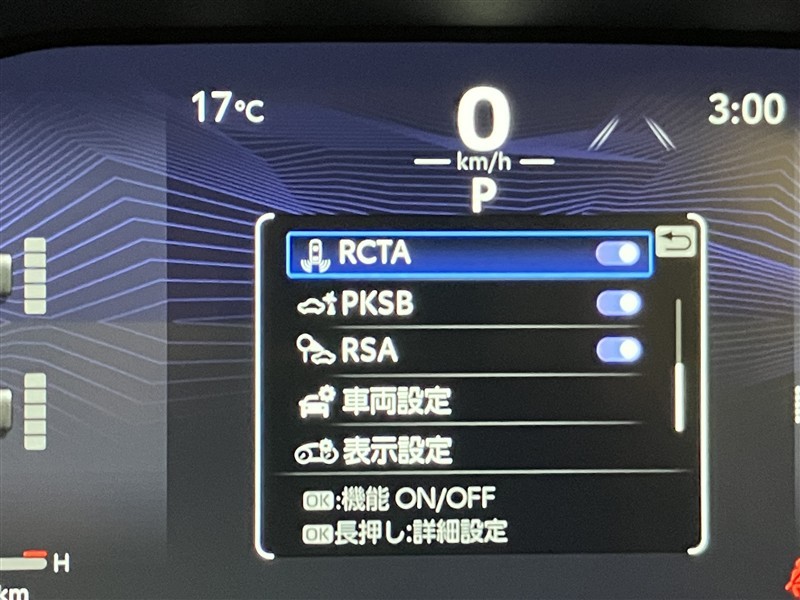 17℃
0
3:00
km/h
P
RCTA
PKSB
RSA
車両設定
表示設定
OK:機能 ON/OFF
OK長押し:詳細設定
H
km